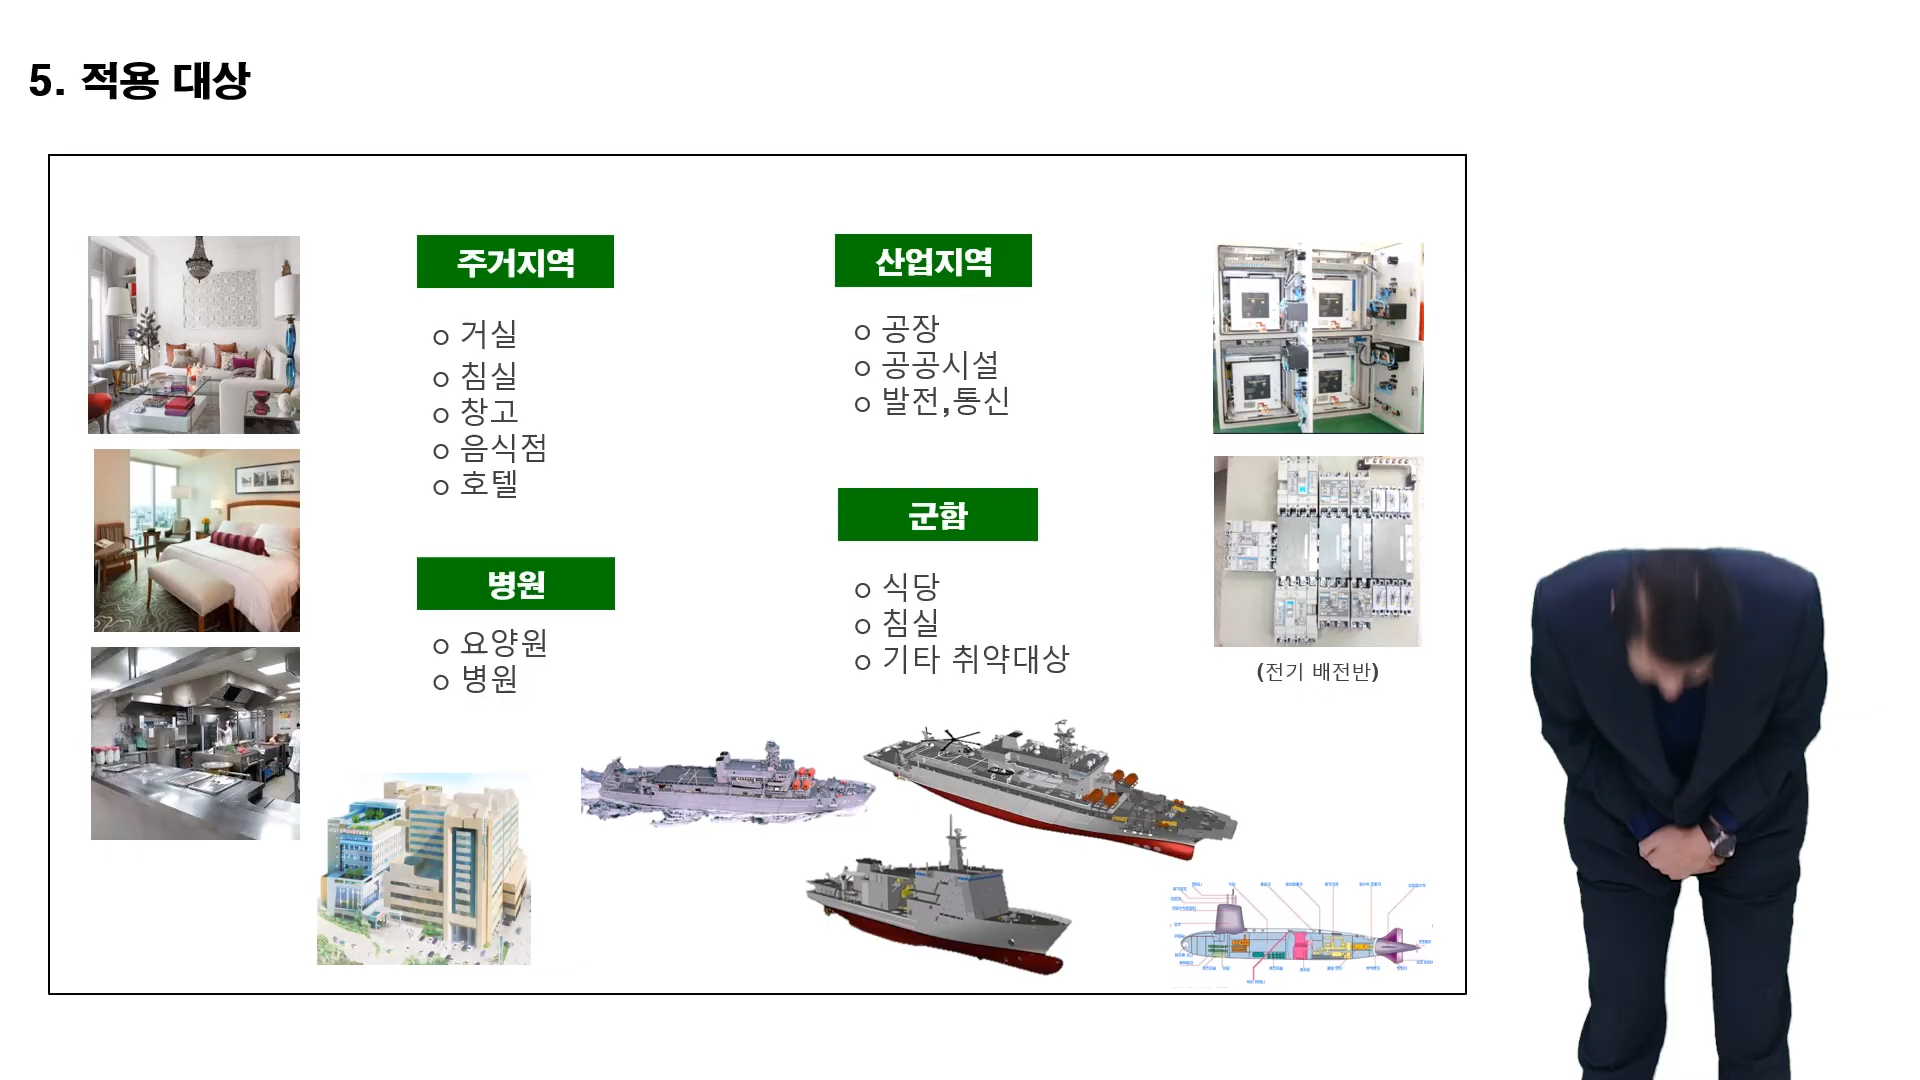 5. 적용 대상
주거지역
o 거실
o 침실
o 창고
o 음식점
o 호텔
병원
o 요양원
o 병원
산업지역
o 공장
o 공공시설
o 발전,통신
군함
o 식당
o 침실
o 기타 취약대상
(전기 배전반)